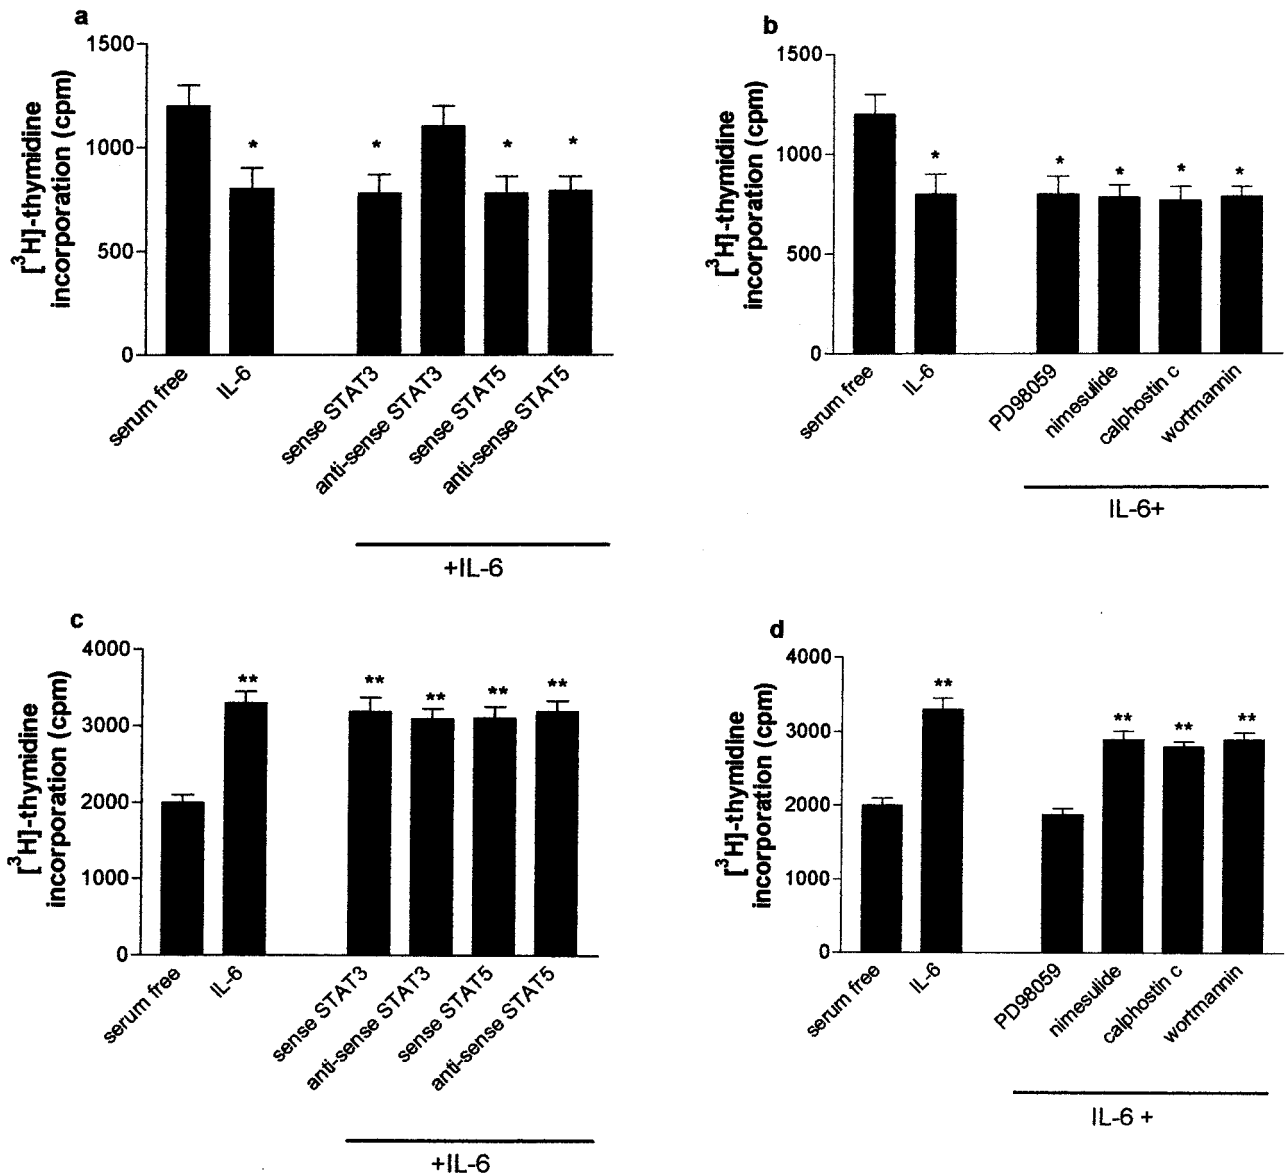 a
1500
1000
500
0
[³H]-thymidine
incorporation (cpm)
*
*
*
*
serum free
IL-6
sense STAT3
anti-sense STAT3
sense STAT5
anti-sense STAT5
+IL-6
b
1500
1000
500
0
[³H]-thymidine
incorporation (cpm)
*
*
*
*
*
serum free
IL-6
PD98059
nimesulide
calphostin c
wortmannin
IL-6+
c
4000
3000
2000
1000
0
[³H]-thymidine
incorporation (cpm)
**
**
**
**
**
serum free
IL-6
sense STAT3
anti-sense STAT3
sense STAT5
anti-sense STAT5
+IL-6
d
4000
3000
2000
1000
0
[³H]-thymidine
incorporation (cpm)
**
**
**
**
serum free
IL-6
PD98059
nimesulide
calphostin c
wortmannin
IL-6 +